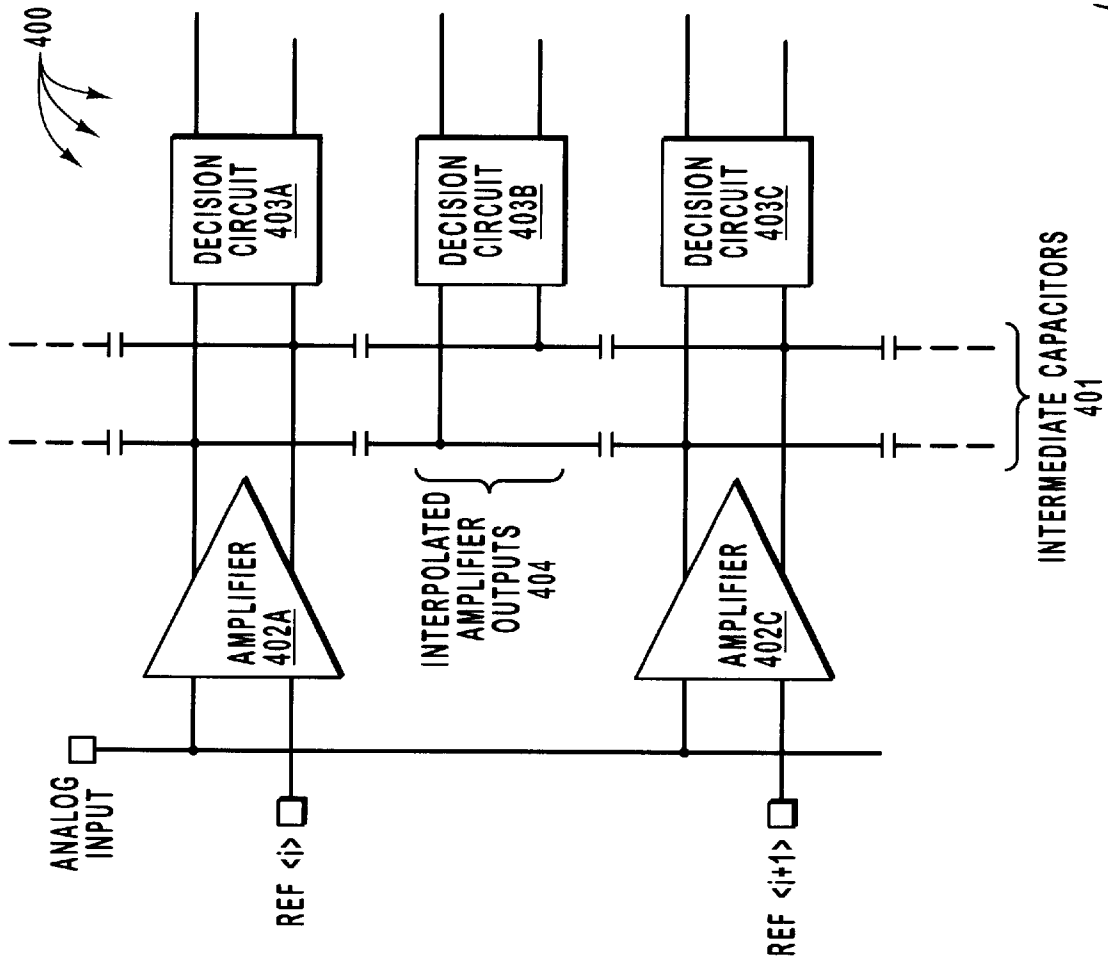 400
ANALOG
INPUT
REF <i>
AMPLIFIER
402A
DECISION
CIRCUIT
403A
INTERPOLATED
AMPLIFIER
OUTPUTS
404
DECISION
CIRCUIT
403B
REF <i+1>
AMPLIFIER
402C
DECISION
CIRCUIT
403C
INTERMEDIATE CAPACITORS
401